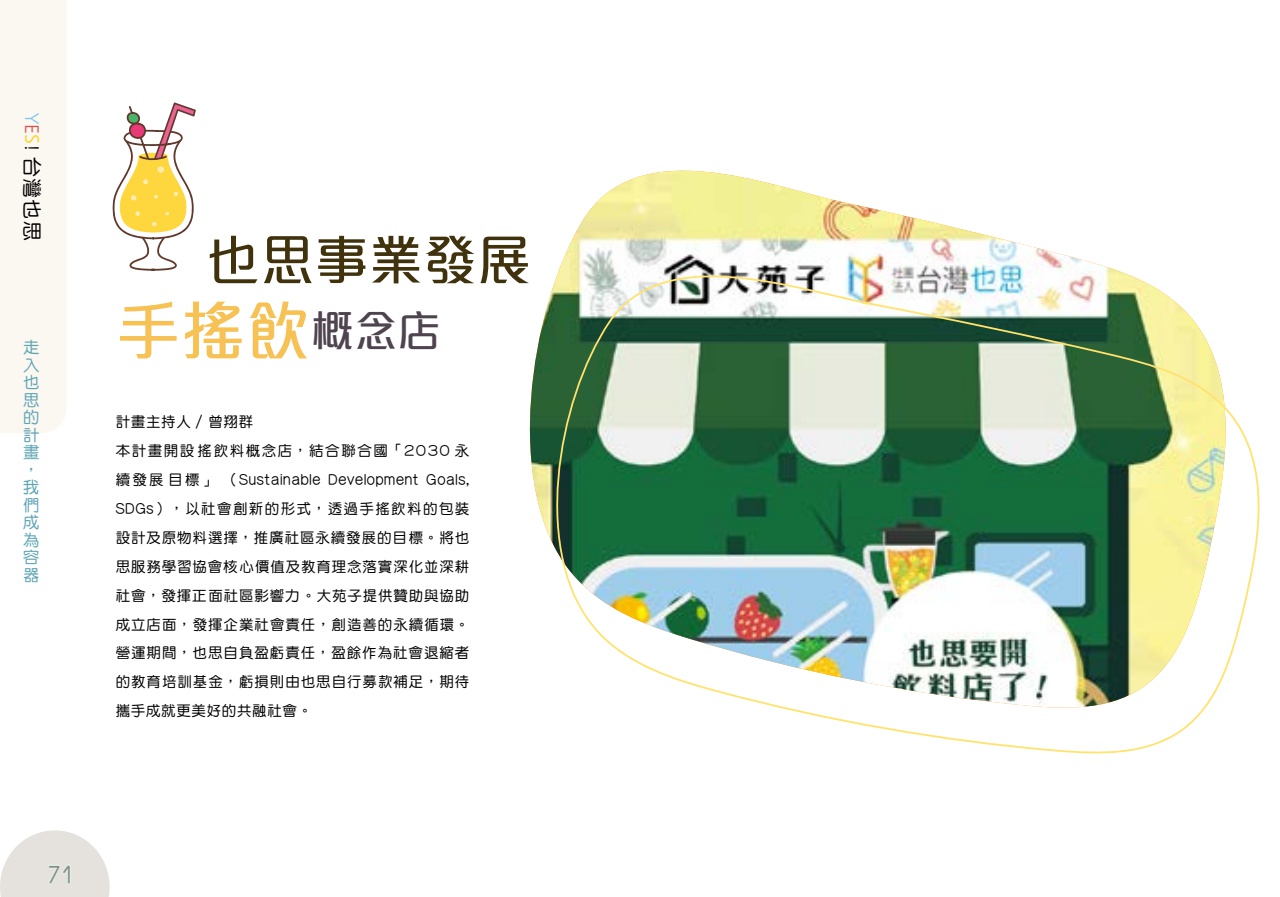 YES! 台灣也思
走入也思的計畫，我們成為容器
也思事業發展
手搖飲概念店
計畫主持人 / 曾翔群
本計畫開設搖飲料概念店，結合聯合國「2030 永
續發展目標」（Sustainable Development Goals,
SDGs），以社會創新的形式，透過手搖飲料的包裝
設計及原物料選擇，推廣社區永續發展的目標。將也
思服務學習協會核心價值及教育理念落實深化並深耕
社會，發揮正面社區影響力。大苑子提供贊助與協助
成立店面，發揮企業社會責任，創造善的永續循環。
營運期間，也思自負盈虧責任，盈餘作為社會退縮者
的教育培訓基金，虧損則由也思自行募款補足，期待
攜手成就更美好的共融社會。
大苑子 社團法人 台灣也思
也思要開
飲料店了！
71